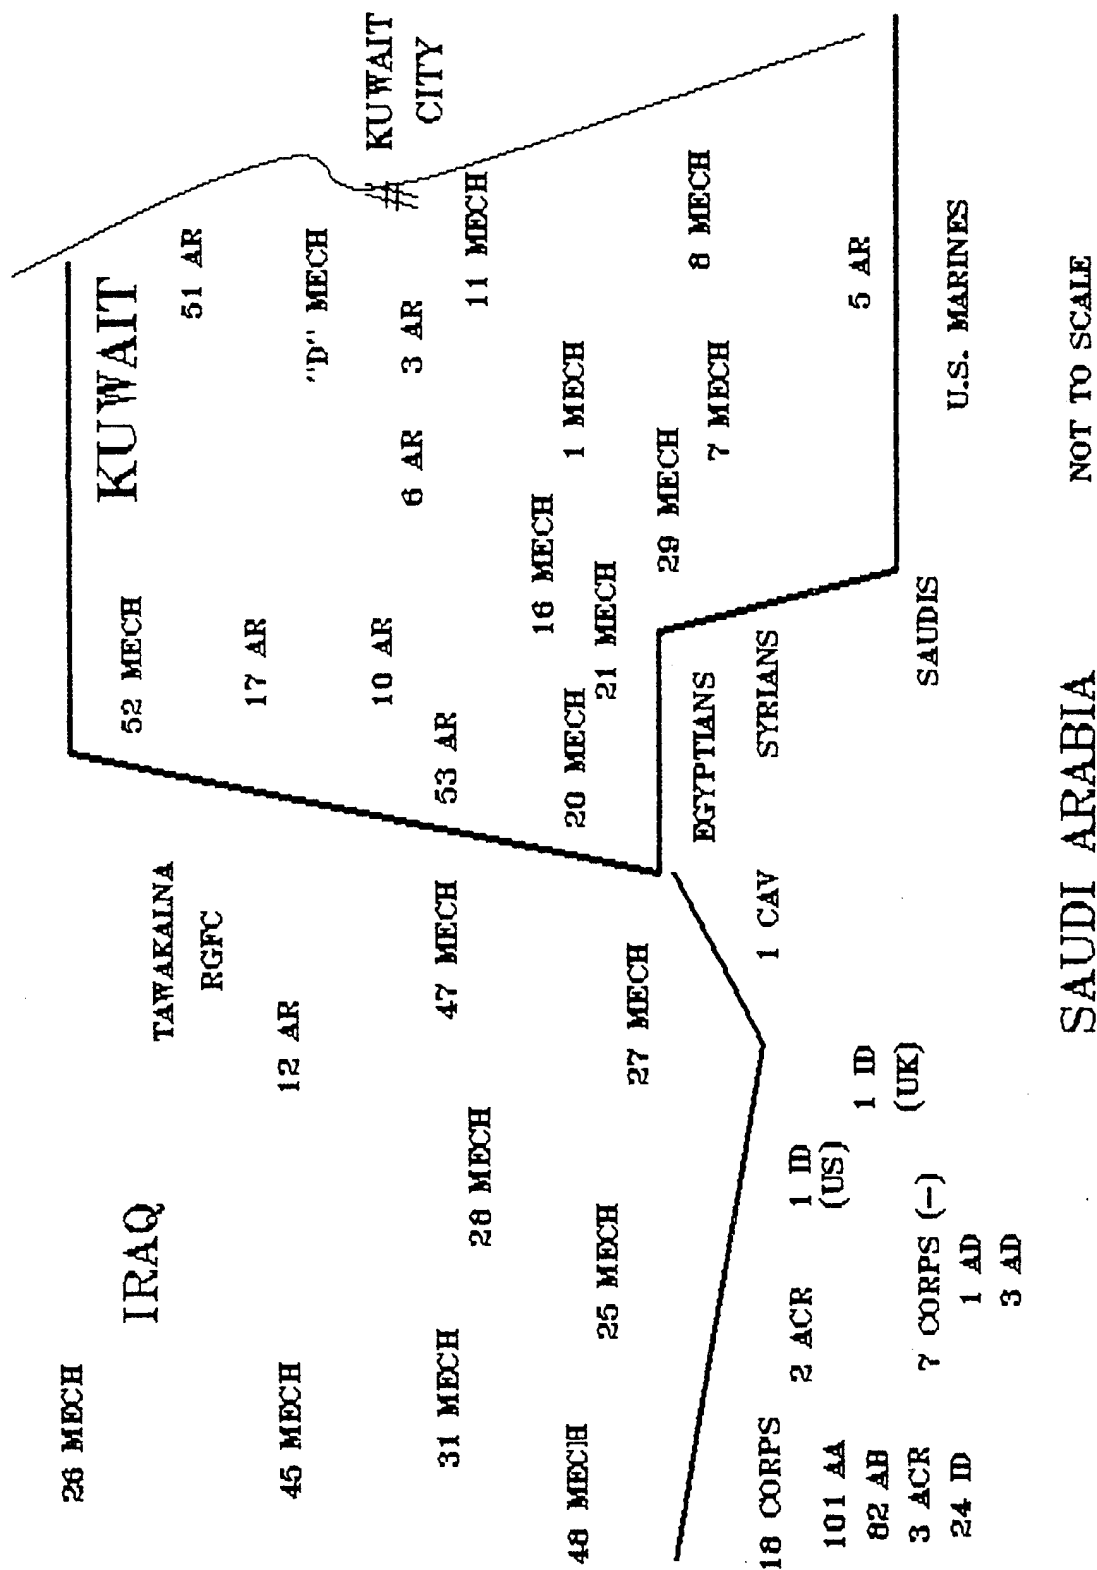 KUWAIT
CITY
KUWAIT
51 AR
"D" MECH
3 AR
11 MECH
6 AR
1 MECH
8 MECH
5 AR
7 MECH
29 MECH
16 MECH
21 MECH
52 MECH
17 AR
10 AR
53 AR
20 MECH
IRAQ
TAWAKALNA
RGFC
12 AR
47 MECH
27 MECH
28 MECH
25 MECH
26 MECH
45 MECH
31 MECH
48 MECH
18 CORPS
101 AA
82 AB
3 ACR
24 ID
2 ACR
7 CORPS (-)
1 AD
3 AD
1 ID
(US)
1 ID
(UK)
1 CAV
EGYPTIANS
SYRIANS
SAUDIS
U.S. MARINES
SAUDI ARABIA
NOT TO SCALE